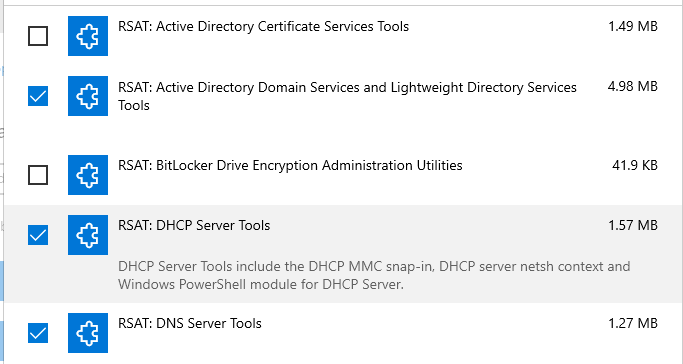 RSAT: Active Directory Certificate Services Tools 1.49 MB
RSAT: Active Directory Domain Services and Lightweight Directory Services 4.98 MB
Tools
RSAT: BitLocker Drive Encryption Administration Utilities 41.9 KB
RSAT: DHCP Server Tools 1.57 MB
DHCP Server Tools include the DHCP MMC snap-in, DHCP server netsh context and
Windows PowerShell module for DHCP Server.
RSAT: DNS Server Tools 1.27 MB